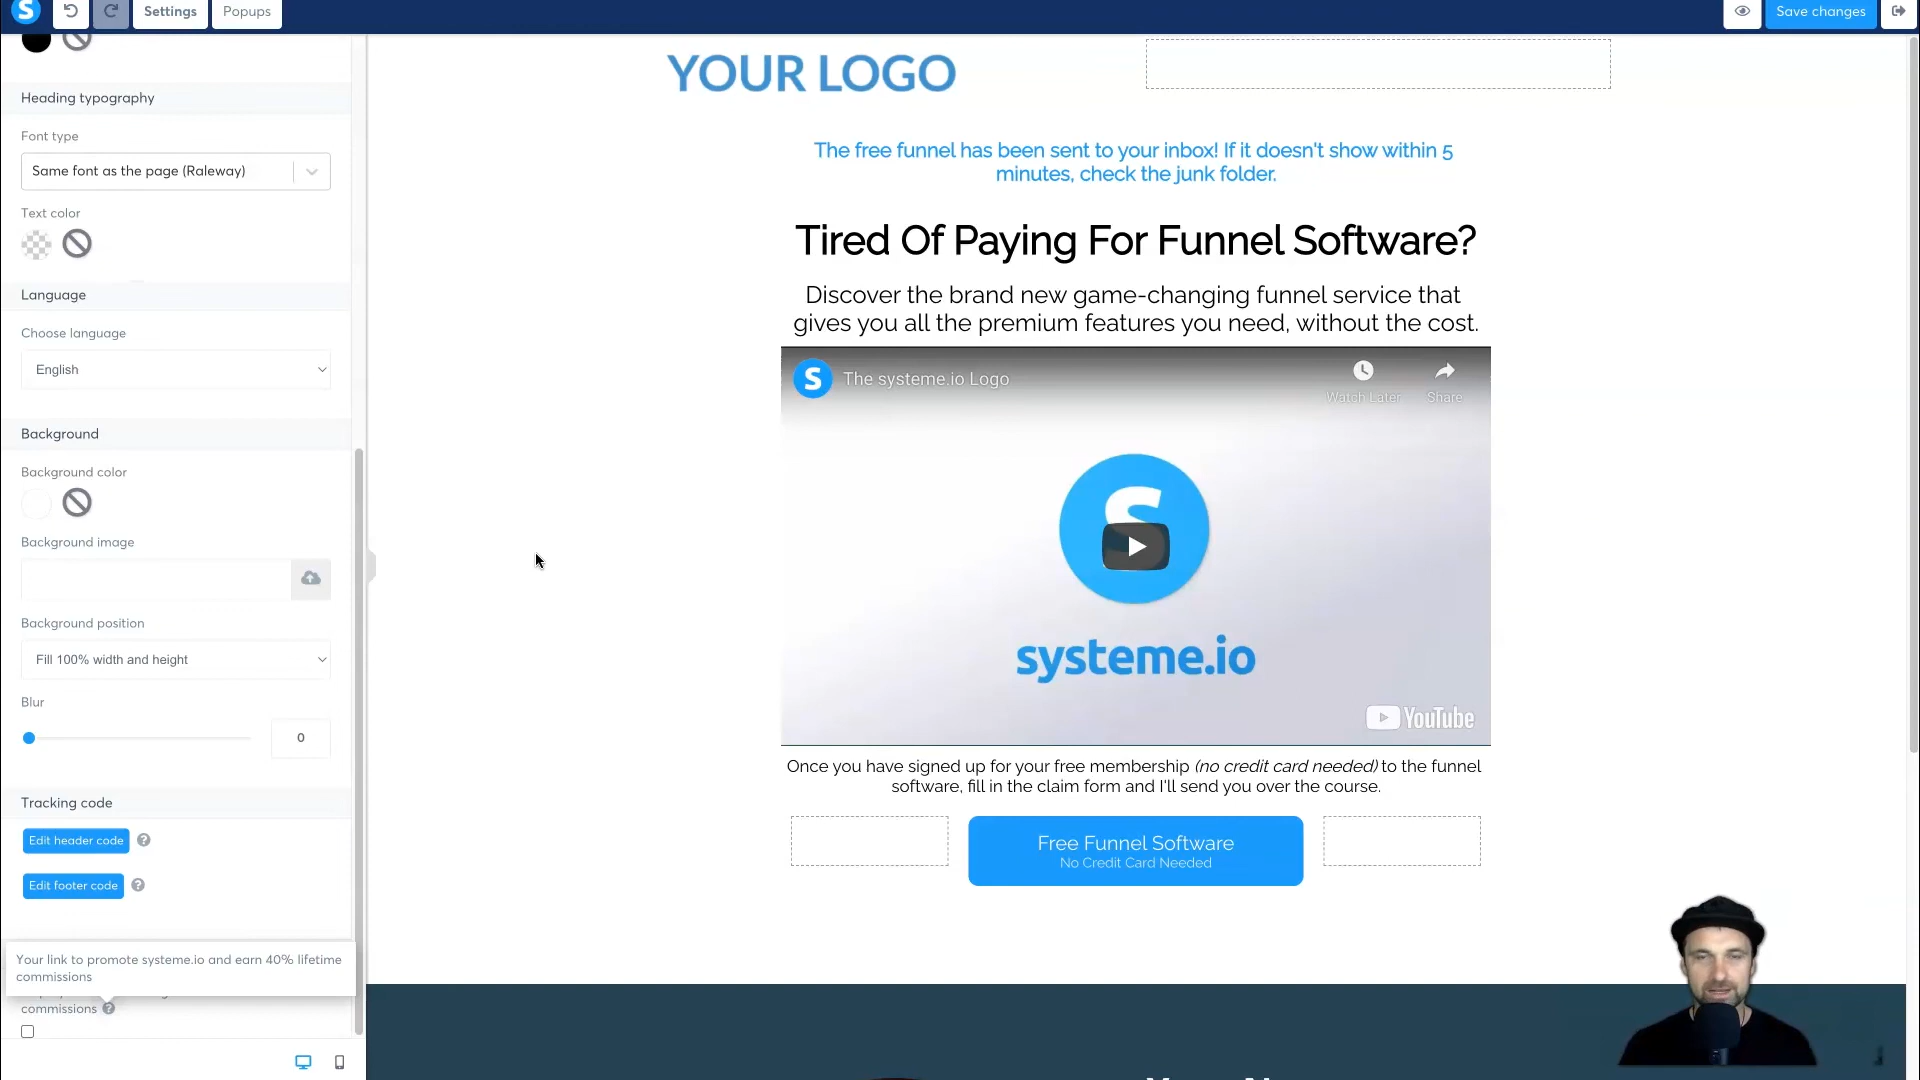 S
Settings
Popups
Save changes
Heading typography
Font type
Same font as the page (Raleway)
Text color
Language
Choose language
English
Background
Background color
Background image
Background position
Fill 100% width and height
Blur
0
Tracking code
Edit header code
?
Edit footer code
?
Your link to promote systeme.io and earn 40% lifetime
commissions
commissions ?
YOUR LOGO
The free funnel has been sent to your inbox! If it doesn't show within 5
minutes, check the junk folder.
Tired Of Paying For Funnel Software?
Discover the brand new game-changing funnel service that
gives you all the premium features you need, without the cost.
S
The systeme.io Logo
Watch Later
Share
S
systeme.io
YouTube
Once you have signed up for your free membership (no credit card needed) to the funnel
software, fill in the claim form and I'll send you over the course.
Free Funnel Software
No Credit Card Needed